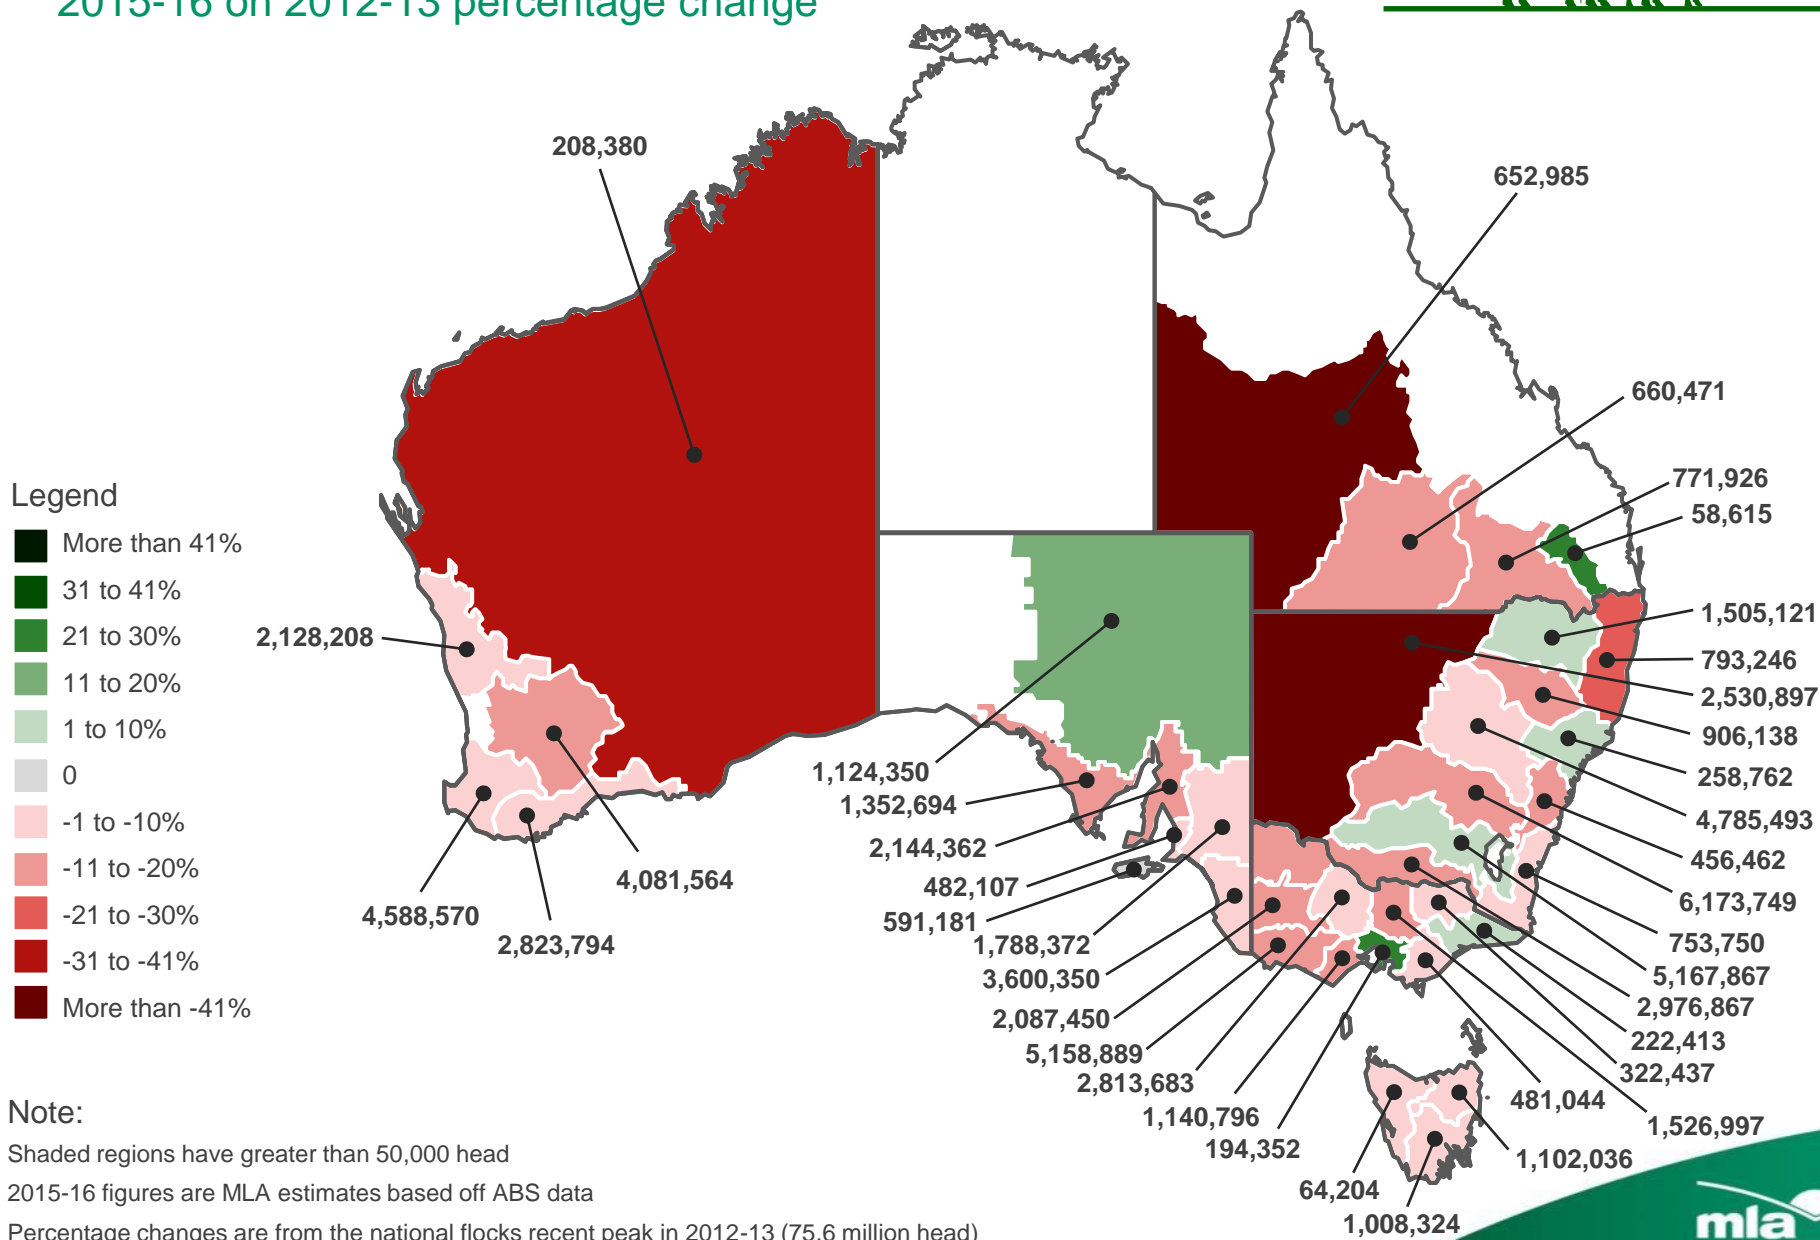 2015-16 on 2012-13 percentage change
208,380
652,985
660,471
771,926
58,615
1,505,121
793,246
2,530,897
906,138
258,762
4,785,493
456,462
6,173,749
753,750
5,167,867
2,976,867
222,413
322,437
1,526,997
481,044
1,102,036
1,008,324
64,204
194,352
1,140,796
2,813,683
5,158,889
2,087,450
3,600,350
1,788,372
591,181
482,107
2,144,362
1,352,694
1,124,350
4,081,564
2,823,794
4,588,570
2,128,208
Legend
More than 41%
31 to 41%
21 to 30%
11 to 20%
1 to 10%
0
-1 to -10%
-11 to -20%
-21 to -30%
-31 to -41%
More than -41%
Note:
Shaded regions have greater than 50,000 head
2015-16 figures are MLA estimates based off ABS data
Percentage changes are from the national flocks recent peak in 2012-13 (75.6 million head)
mla